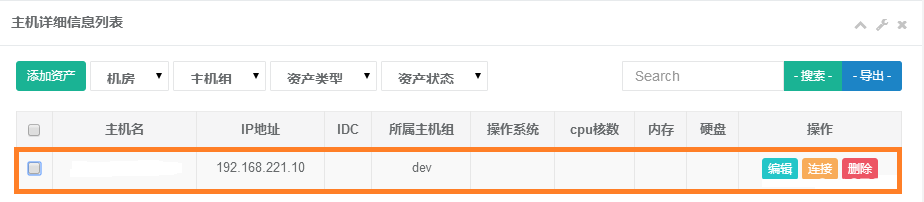 主机详细信息列表
添加资产 机房 主机组 资产类型 资产状态 Search - 搜索 - - 导出 -
主机名 IP地址 IDC 所属主机组 操作系统 cpu核数 内存 硬盘 操作
192.168.221.10 dev 编辑 连接 删除